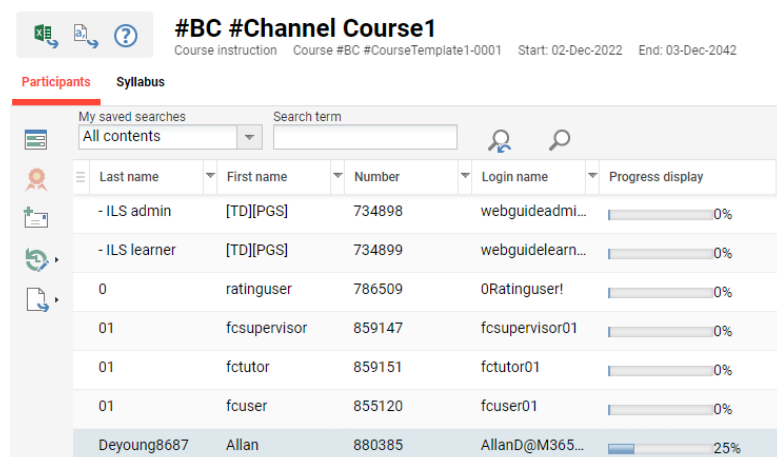 #BC #Channel Course1
Course instruction Course #BC #CourseTemplate1-0001 Start: 02-Dec-2022 End: 03-Dec-2042
Participants Syllabus
My saved searches Search term
All contents
Last name First name Number Login name Progress display
- ILS admin [TD][PGS] 734898 webguideadmi... 0%
- ILS learner [TD][PGS] 734899 webguidelearn... 0%
0 ratinguser 786509 0Ratinguser! 0%
01 fcsupervisor 859147 fcsupervisor01 0%
01 fctutor 859151 fctutor01 0%
01 fcuser 855120 fcuser01 0%
Deyoung8687 Allan 880385 AllanD@M365... 25%